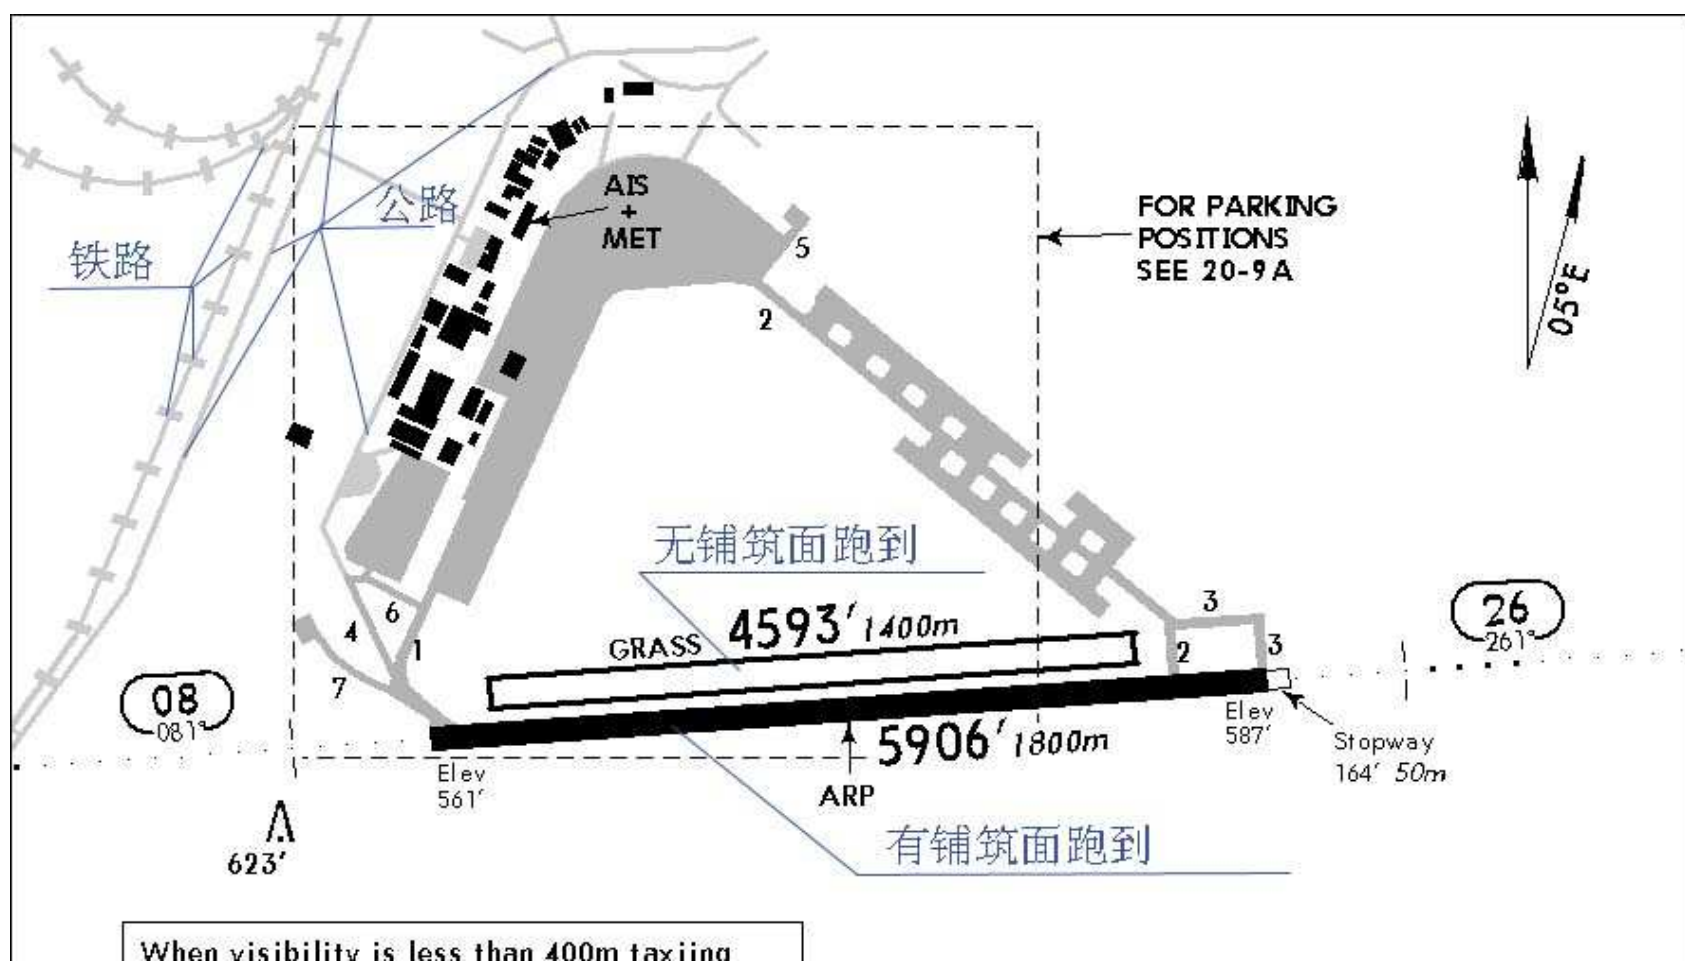 AIS
+
MET
公路
铁路
FOR PARKING
POSITIONS
SEE 20-9A
05°E
5
2
无铺筑面跑到
GRASS 4593′ 1400m
6
4
1
7
3
2
3
08
081°
26
261°
5906′ 1800m
Elev
587′
Stopway
164′ 50m
Elev
561′
ARP
623′
有铺筑面跑到
When visibility is less than 400m taxiing